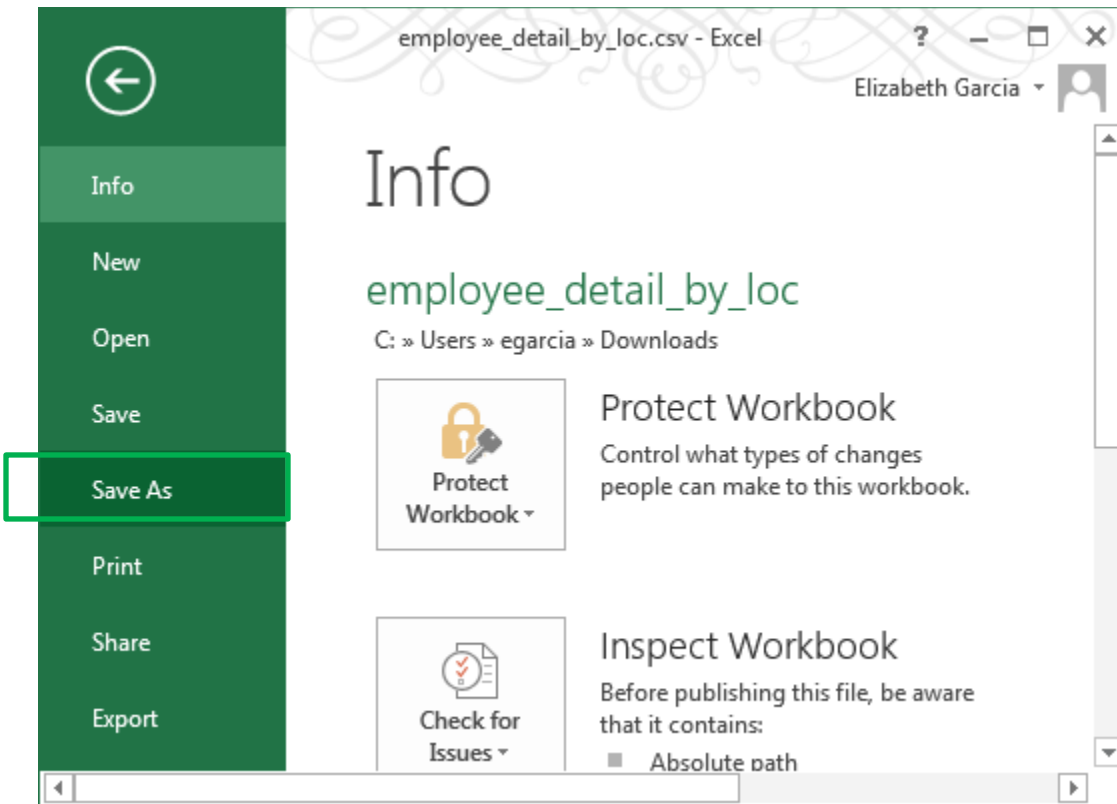 employee_detail_by_loc.csv - Excel
?
Elizabeth Garcia
Info
New
Open
Save
Save As
Print
Share
Export
Info
employee_detail_by_loc
C: » Users » egarcia » Downloads
Protect
Workbook
Protect Workbook
Control what types of changes
people can make to this workbook.
Check for
Issues
Inspect Workbook
Before publishing this file, be aware
that it contains:
Absolute path